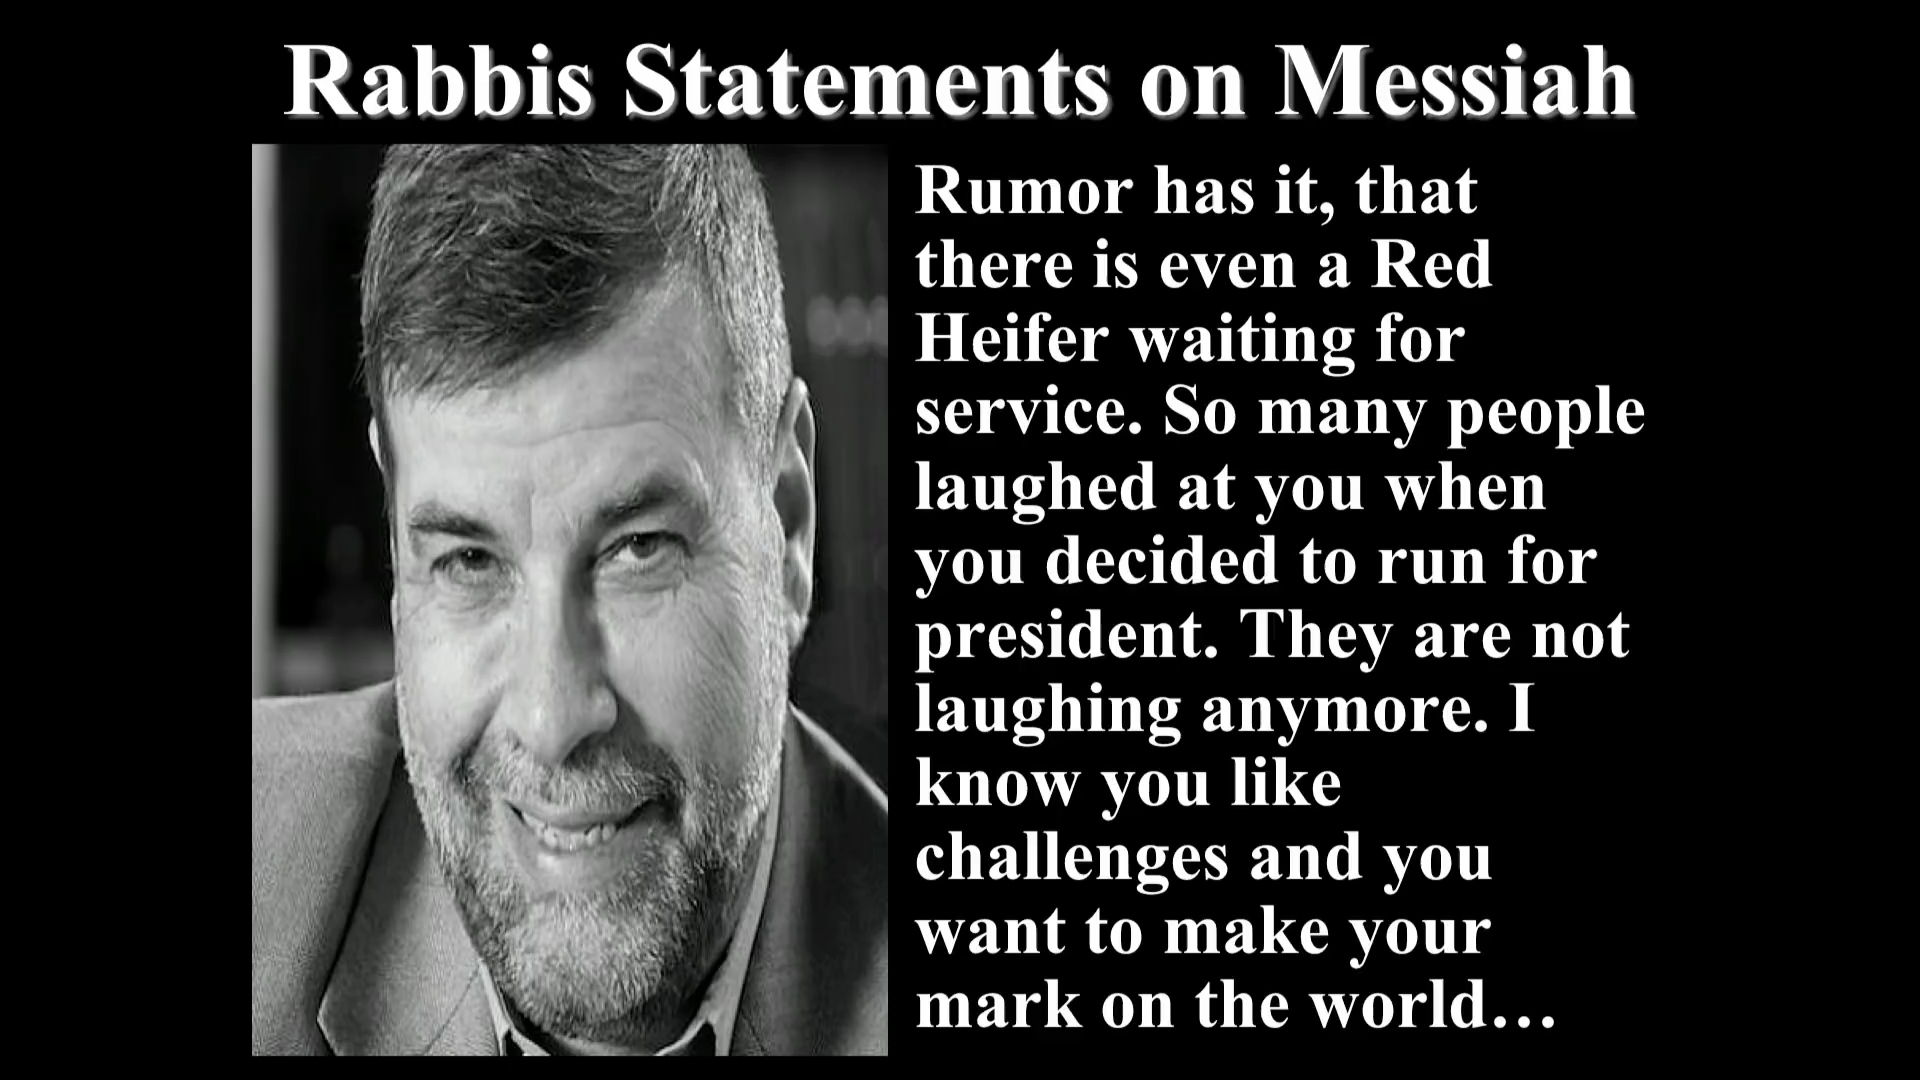 Rabbis Statements on Messiah
Rumor has it, that
there is even a Red
Heifer waiting for
service. So many people
laughed at you when
you decided to run for
president. They are not
laughing anymore. I
know you like
challenges and you
want to make your
mark on the world…